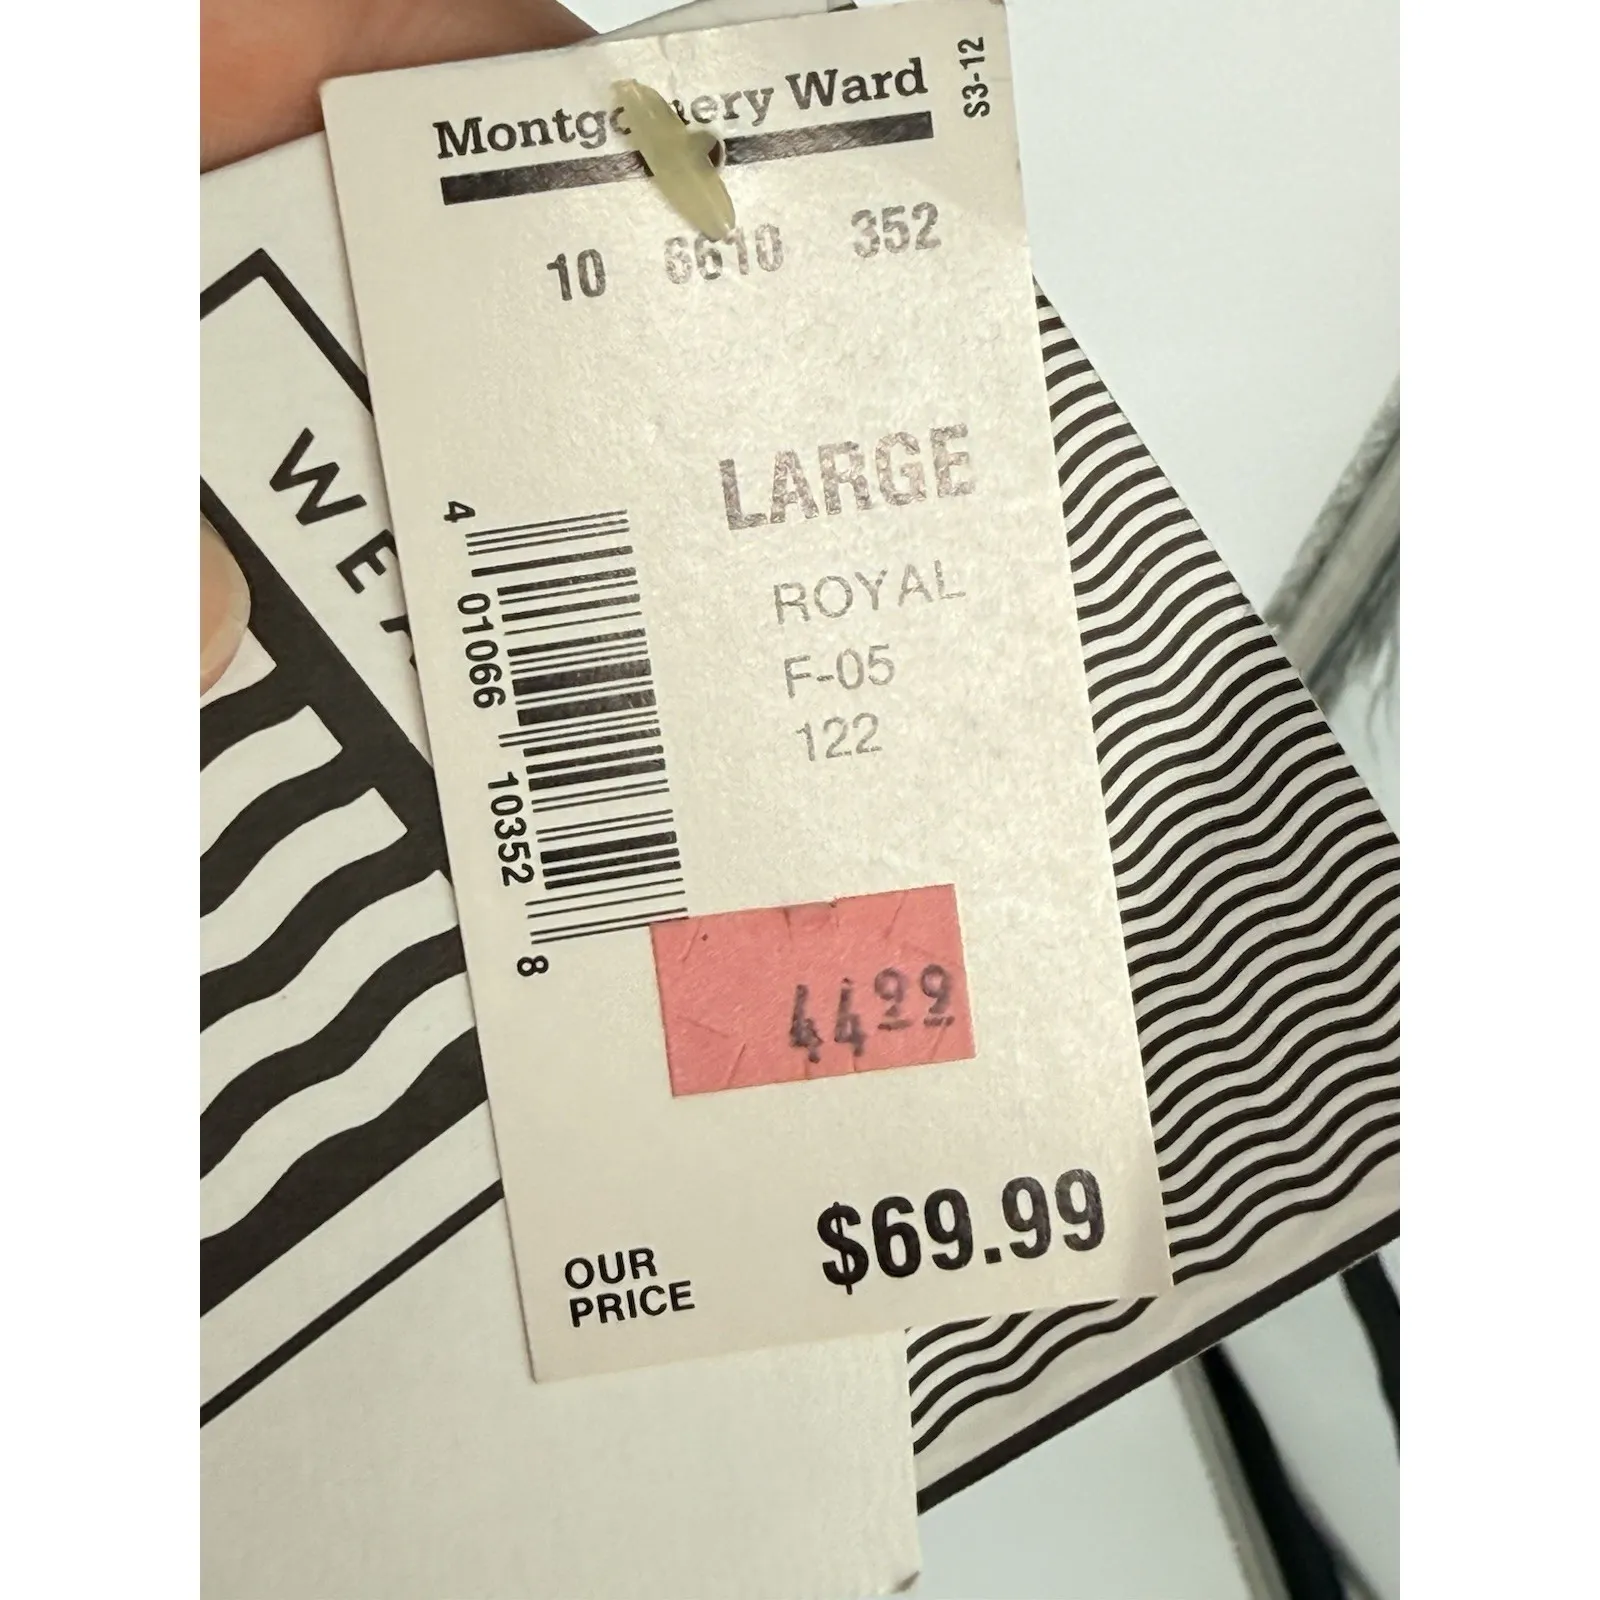 Montgomery Ward
S3-12
10 6610 352
LARGE
ROYAL
F-05
122
4 01066 10352 8
44.99
OUR
PRICE
$69.99